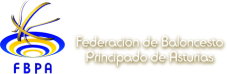 Federación de Baloncesto
Principado de Asturias
FBPA